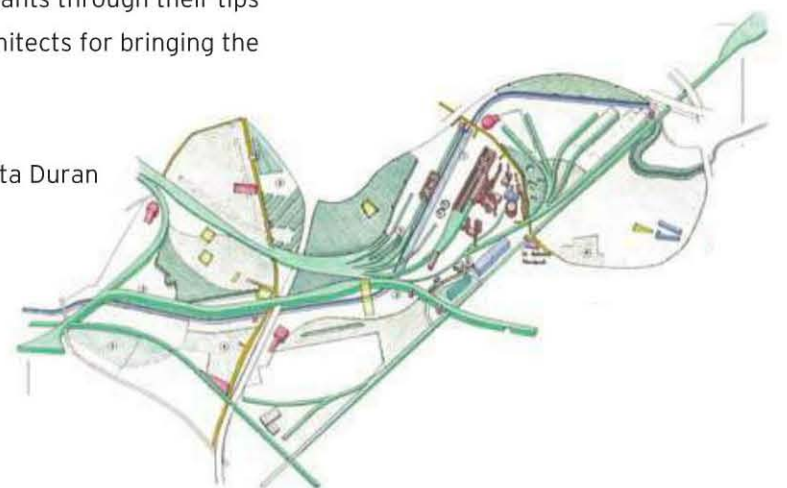 ants through their tips
hitects for bringing the
ta Duran